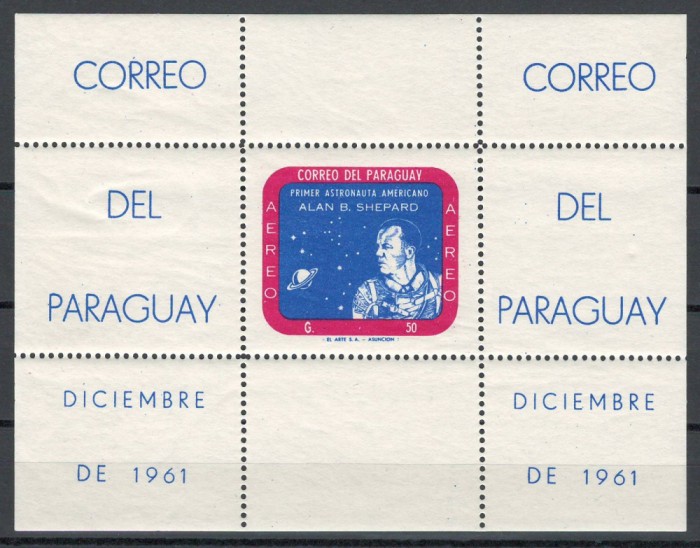 CORREO
CORREO
CORREO DEL PARAGUAY
PRIMER ASTRONAUTA AMERICANO
ALAN B. SHEPARD
AEREO
AEREO
G. 50
EL ARTE S. A. – ASUNCION
DEL
DEL
PARAGUAY
PARAGUAY
DICIEMBRE
DICIEMBRE
DE 1961
DE 1961